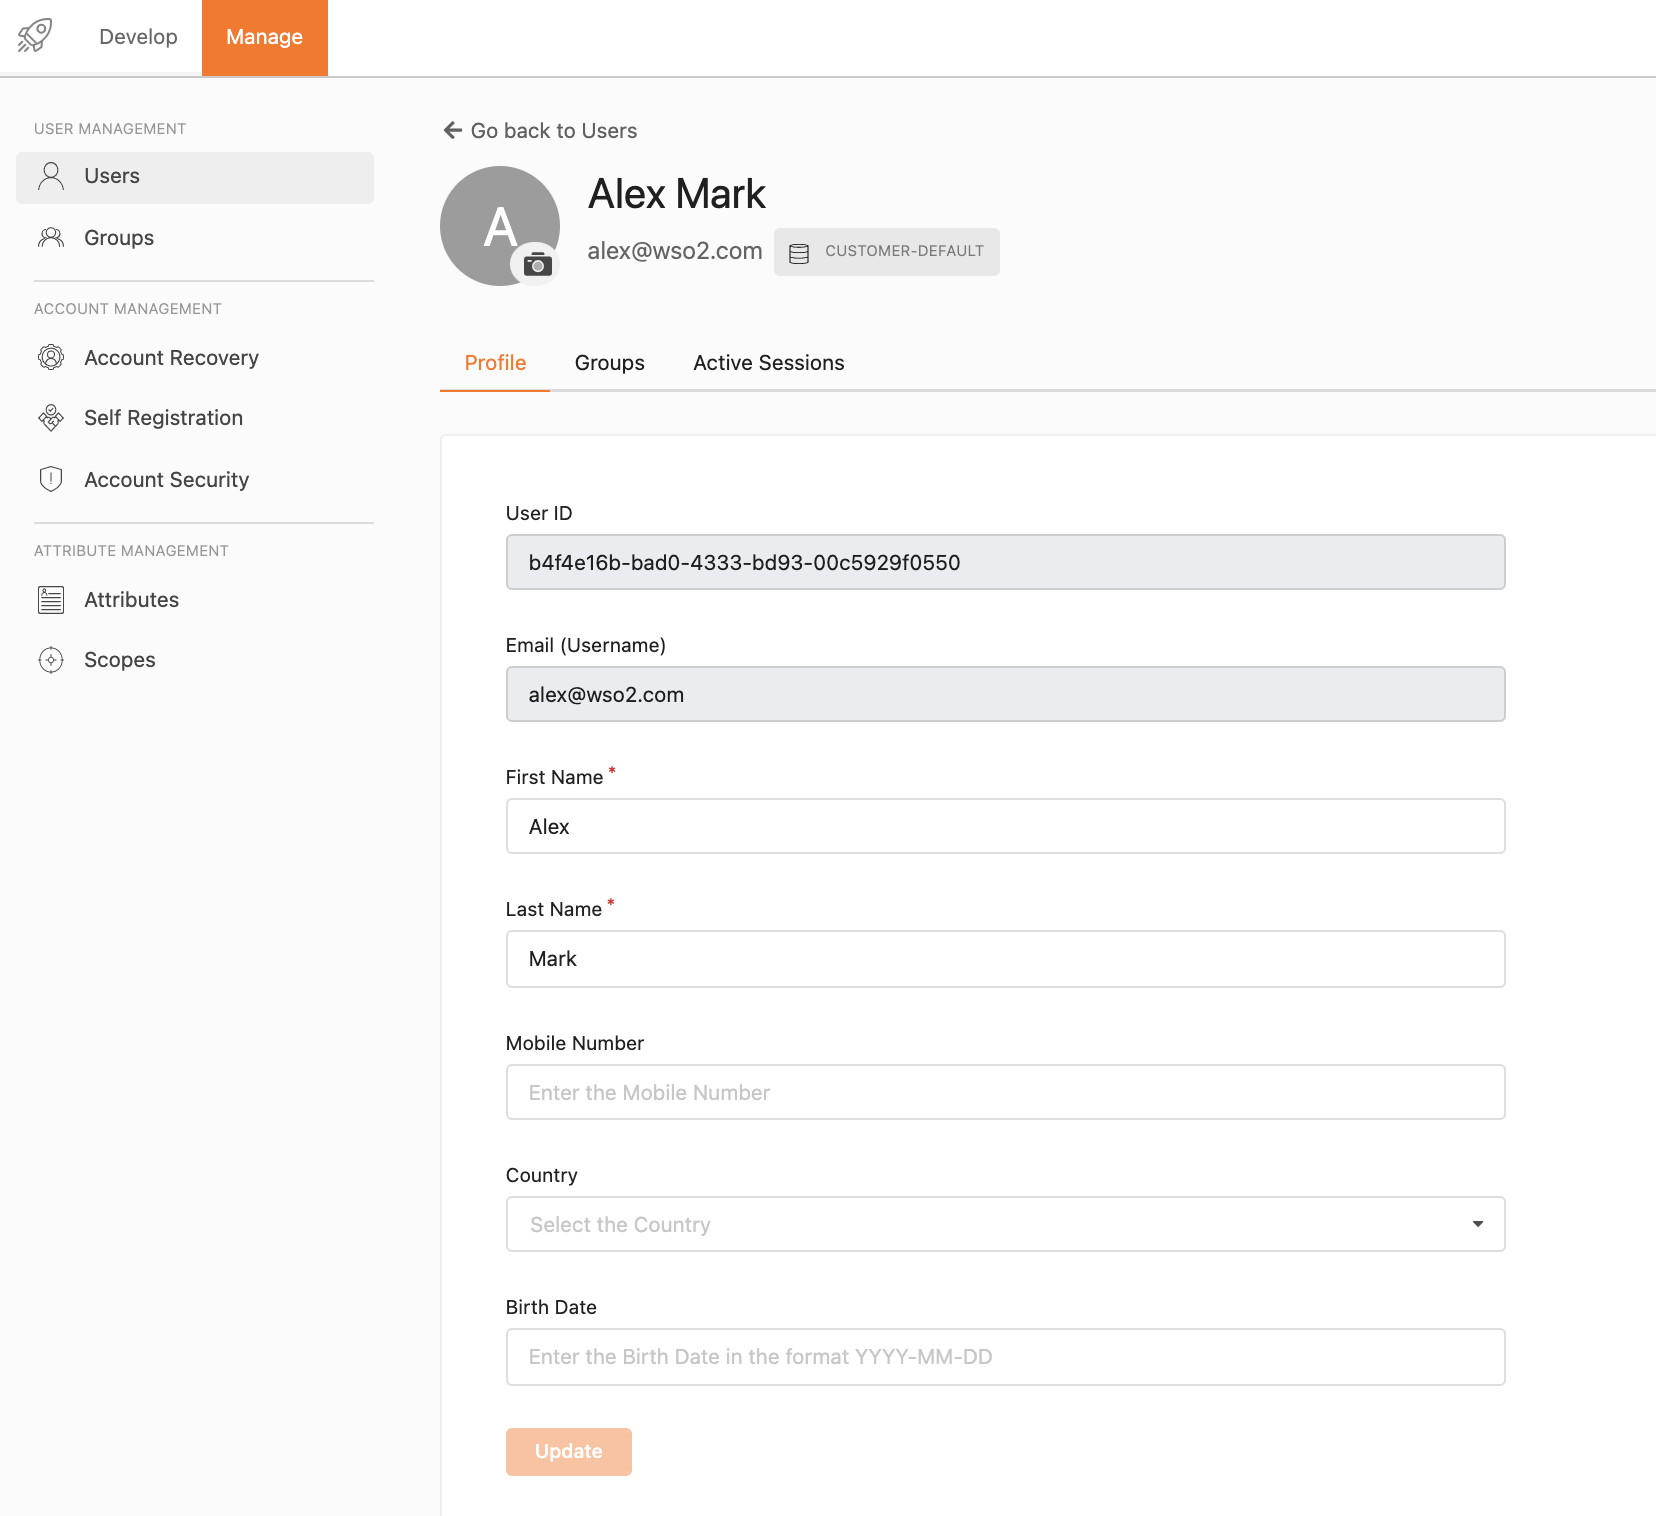 Develop
Manage
USER MANAGEMENT
Users
Groups
ACCOUNT MANAGEMENT
Account Recovery
Self Registration
Account Security
ATTRIBUTE MANAGEMENT
Attributes
Scopes
Go back to Users
A
Alex Mark
alex@wso2.com
CUSTOMER-DEFAULT
Profile
Groups
Active Sessions
User ID
b4f4e16b-bad0-4333-bd93-00c5929f0550
Email (Username)
alex@wso2.com
First Name *
Alex
Last Name *
Mark
Mobile Number
Enter the Mobile Number
Country
Select the Country
Birth Date
Enter the Birth Date in the format YYYY-MM-DD
Update